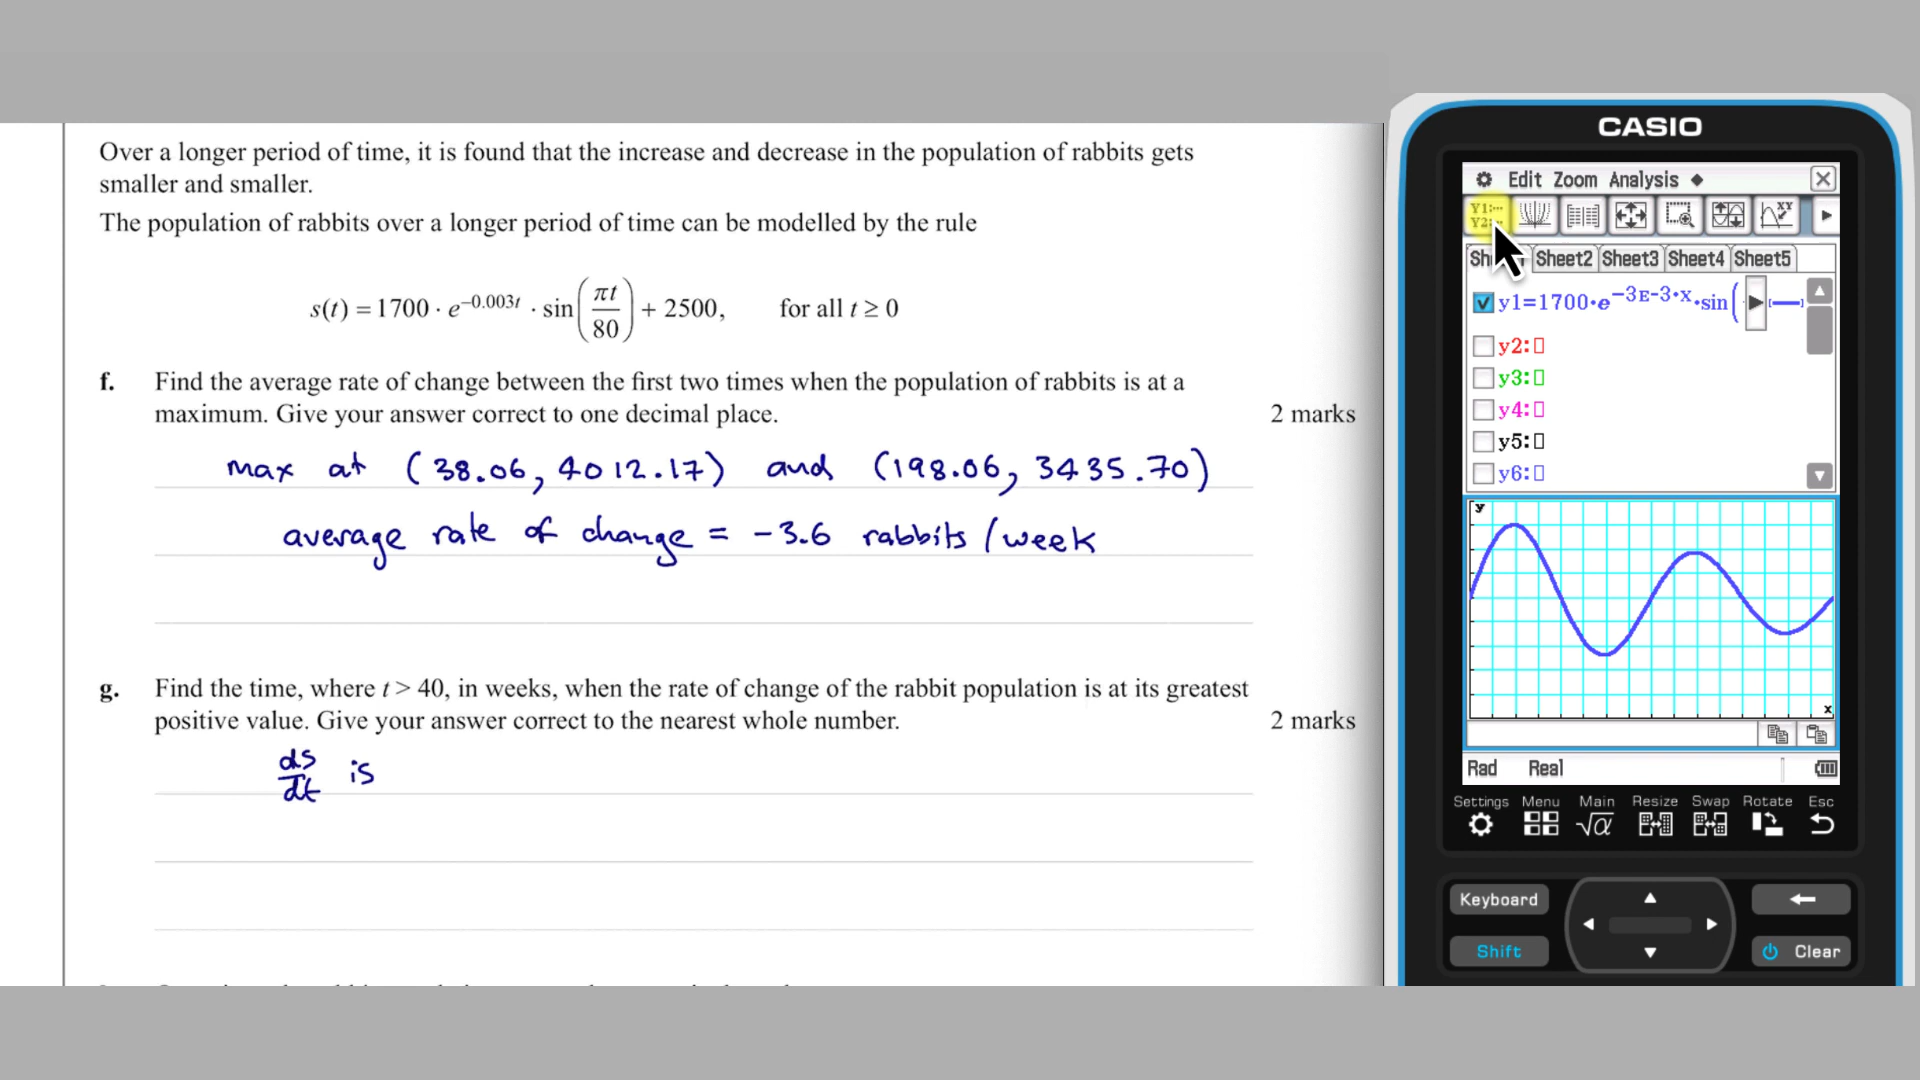 Over a longer period of time, it is found that the increase and decrease in the population of rabbits gets
smaller and smaller.
The population of rabbits over a longer period of time can be modelled by the rule
s(t) = 1700 · e^{-0.003t} · sin(πt/80) + 2500, for all t ≥ 0
f. Find the average rate of change between the first two times when the population of rabbits is at a
maximum. Give your answer correct to one decimal place. 2 marks
max at (38.06, 4012.17) and (198.06, 3435.70)
average rate of change = -3.6 rabbits/week
g. Find the time, where t > 40, in weeks, when the rate of change of the rabbit population is at its greatest
positive value. Give your answer correct to the nearest whole number. 2 marks
ds/dt is
CASIO
Edit Zoom Analysis
Y1:
Y2:
XY
Sheet2 Sheet3 Sheet4 Sheet5
y1=1700·e^{-3E-3·x}·sin(
y2:
y3:
y4:
y5:
y6:
y
x
Rad Real
Settings Menu Main Resize Swap Rotate Esc
√α
Keyboard
Shift Clear